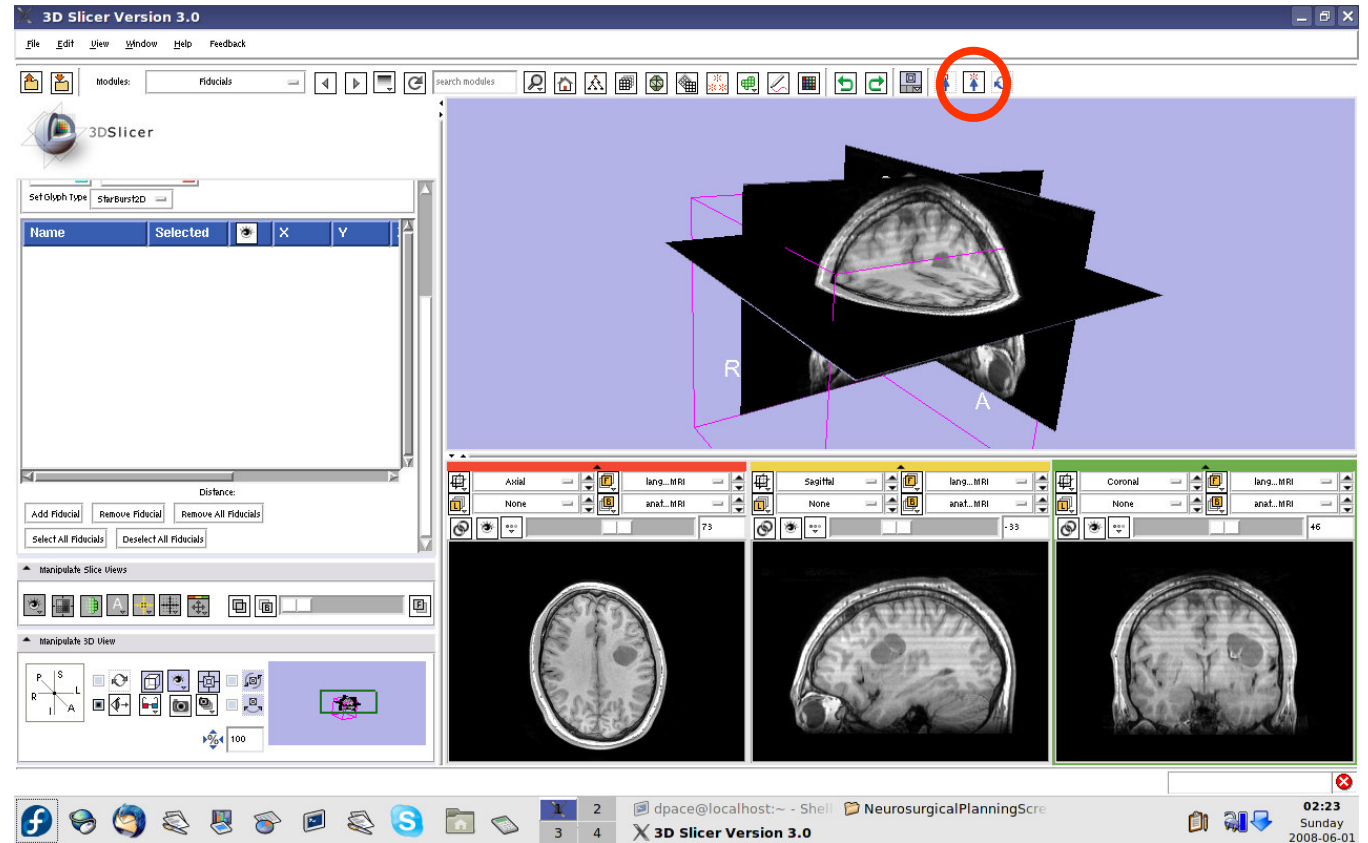 3D Slicer Version 3.0
File Edit View Window Help Feedback
Modules: Fiducials search modules
3DSlicer
Set Glyph Type StarBurst2D
Name Selected X Y
Distance:
Add Fiducial Remove Fiducial Remove All Fiducials
Select All Fiducials Deselect All Fiducials
Manipulate Slice Views
Manipulate 3D View
P S
R L
I A
% 100
R
A
Axial F lang...MRI
L None B anat...MRI
73
Sagittal F lang...MRI
L None B anat...MRI
-33
Coronal F lang...MRI
L None B anat...MRI
46
1 2
3 4
dpace@localhost:~ - Shell
NeurosurgicalPlanningScre
3D Slicer Version 3.0
02:23
Sunday
2008-06-01